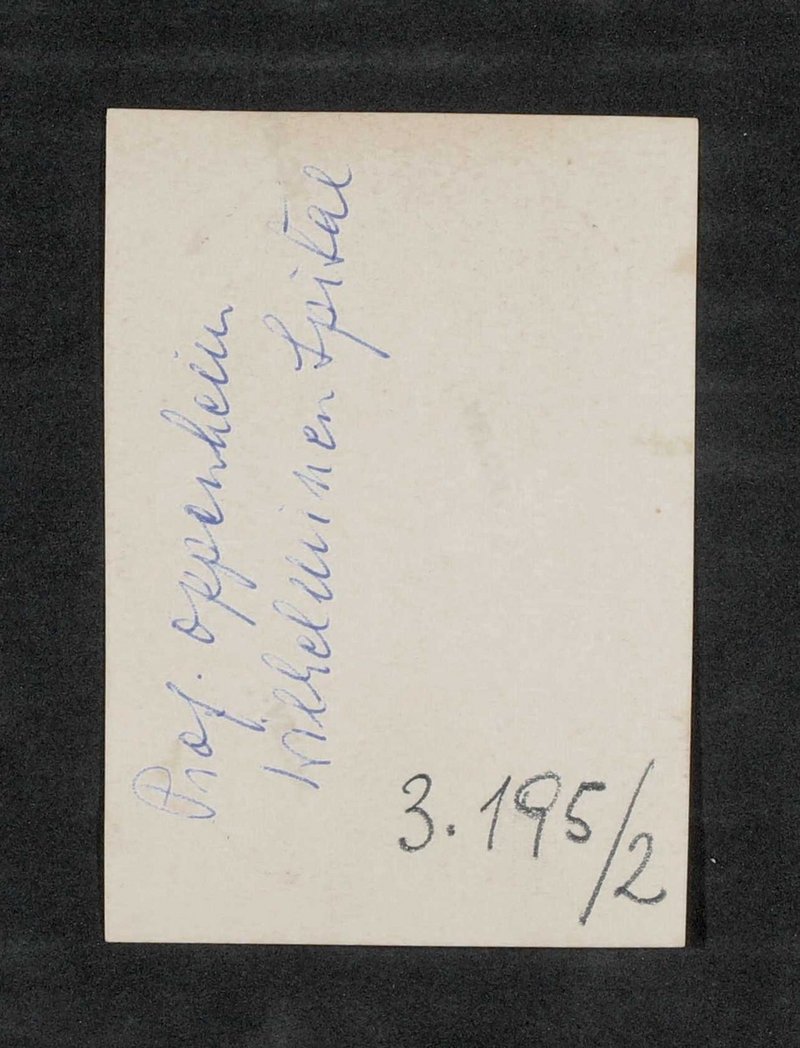 Prof. Oppenheim
Wilhelminen Spital
3.195/2